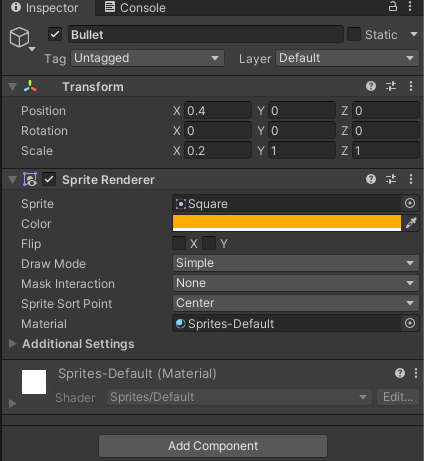 Inspector Console
Bullet Static
Tag Untagged Layer Default
Transform
Position X 0.4 Y 0 Z 0
Rotation X 0 Y 0 Z 0
Scale X 0.2 Y 1 Z 1
Sprite Renderer
Sprite Square
Color
Flip X Y
Draw Mode Simple
Mask Interaction None
Sprite Sort Point Center
Material Sprites-Default
Additional Settings
Sprites-Default (Material)
Shader Sprites/Default Edit...
Add Component